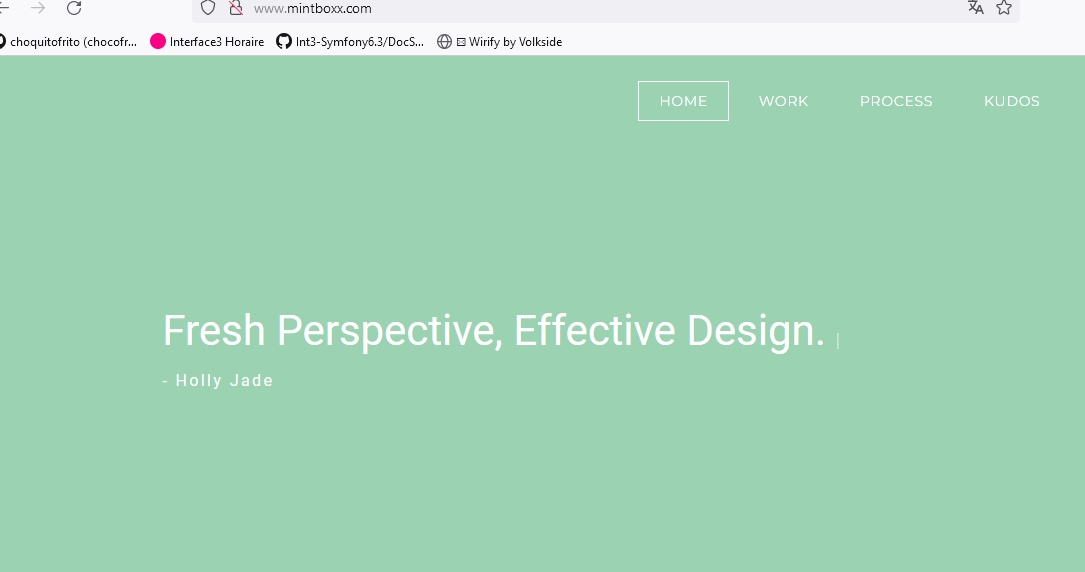 www.mintboxx.com
choquitofrito (chocofr... Interface3 Horaire Int3-Symfony6.3/DocS... Wirify by Volkside
HOME WORK PROCESS KUDOS
Fresh Perspective, Effective Design.
- Holly Jade